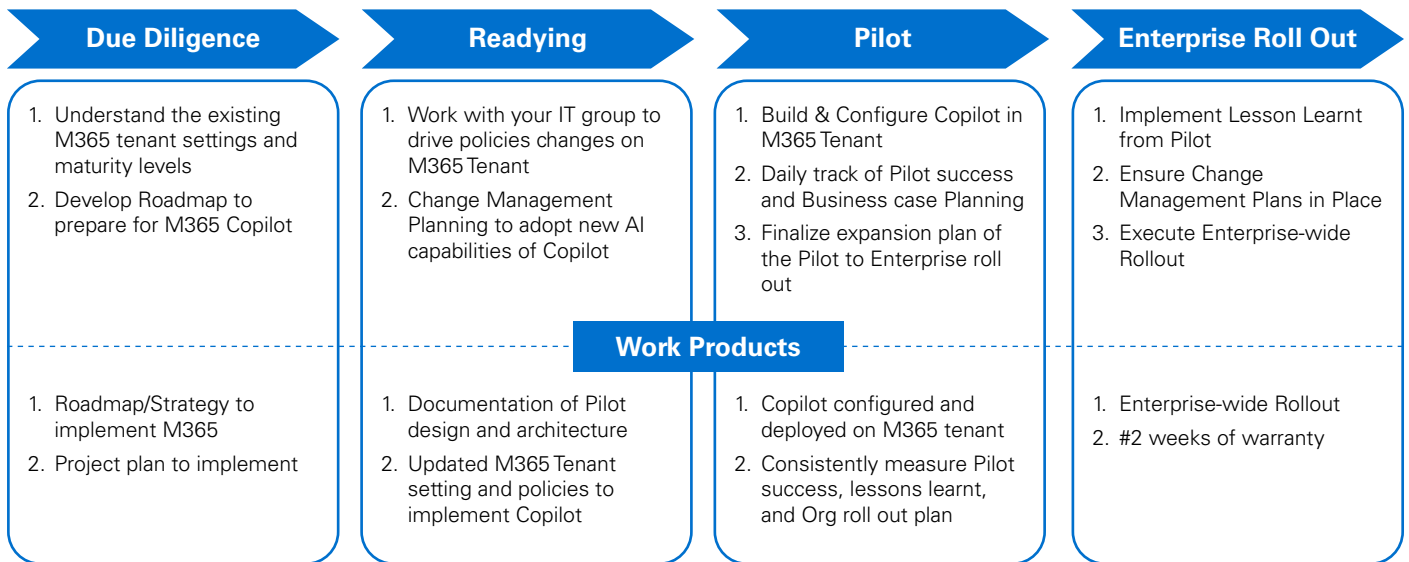 Due Diligence
Readying
Pilot
Enterprise Roll Out
1. Understand the existing
M365 tenant settings and
maturity levels
2. Develop Roadmap to
prepare for M365 Copilot
1. Work with your IT group to
drive policies changes on
M365 Tenant
2. Change Management
Planning to adopt new AI
capabilities of Copilot
1. Build & Configure Copilot in
M365 Tenant
2. Daily track of Pilot success
and Business case Planning
3. Finalize expansion plan of
the Pilot to Enterprise roll
out
1. Implement Lesson Learnt
from Pilot
2. Ensure Change
Management Plans in Place
3. Execute Enterprise-wide
Rollout
Work Products
1. Roadmap/Strategy to
implement M365
2. Project plan to implement
1. Documentation of Pilot
design and architecture
2. Updated M365 Tenant
setting and policies to
implement Copilot
1. Copilot configured and
deployed on M365 tenant
2. Consistently measure Pilot
success, lessons learnt,
and Org roll out plan
1. Enterprise-wide Rollout
2. #2 weeks of warranty